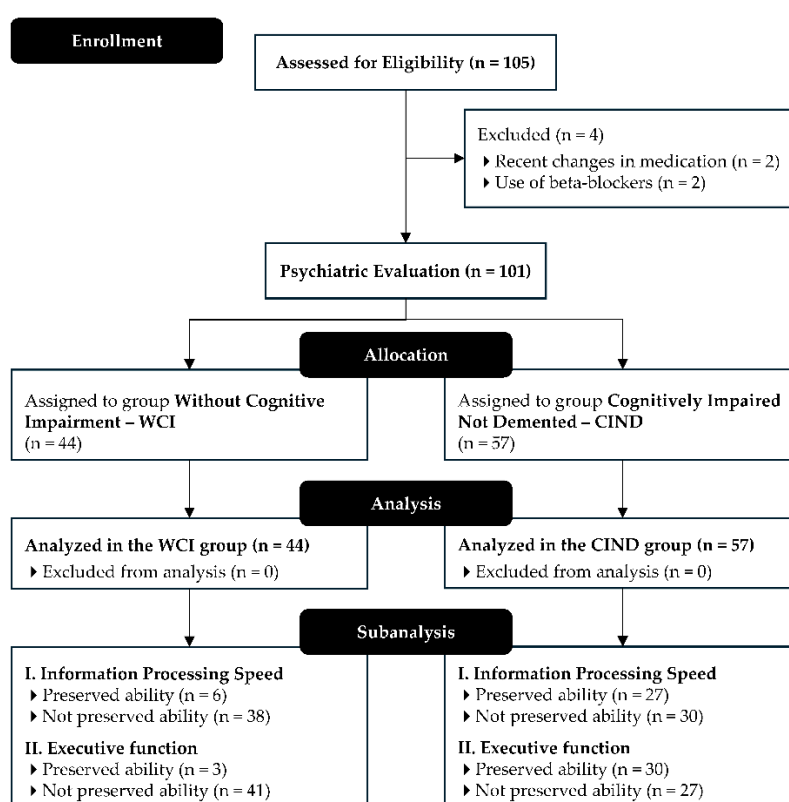 Enrollment
Assessed for Eligibility (n = 105)
Excluded (n = 4)
Recent changes in medication (n = 2)
Use of beta-blockers (n = 2)
Psychiatric Evaluation (n = 101)
Allocation
Assigned to group Without Cognitive
Impairment – WCI
(n = 44)
Assigned to group Cognitively Impaired
Not Demented – CIND
(n = 57)
Analysis
Analyzed in the WCI group (n = 44)
Excluded from analysis (n = 0)
Analyzed in the CIND group (n = 57)
Excluded from analysis (n = 0)
Subanalysis
I. Information Processing Speed
Preserved ability (n = 6)
Not preserved ability (n = 38)
II. Executive function
Preserved ability (n = 3)
Not preserved ability (n = 41)
I. Information Processing Speed
Preserved ability (n = 27)
Not preserved ability (n = 30)
II. Executive function
Preserved ability (n = 30)
Not preserved ability (n = 27)